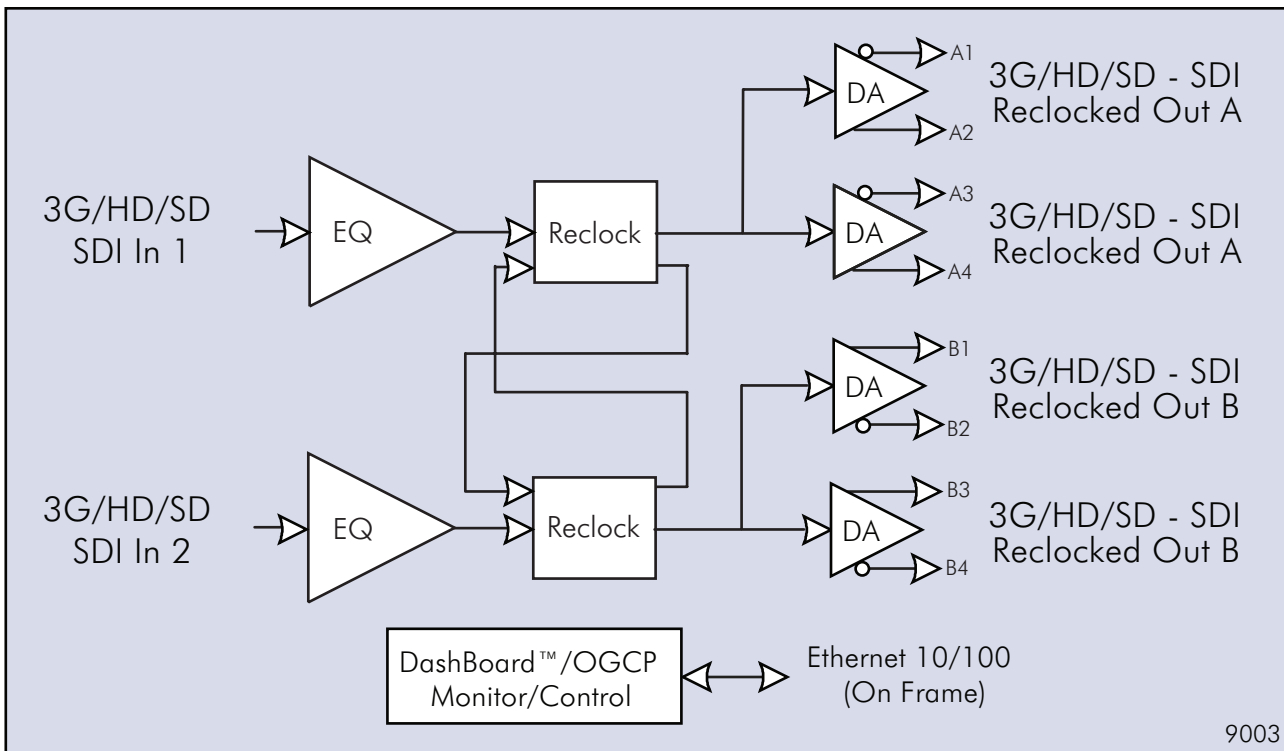 3G/HD/SD
SDI In 1
EQ
Reclock
DA
A1
A2
3G/HD/SD - SDI
Reclocked Out A
DA
A3
A4
3G/HD/SD - SDI
Reclocked Out A
DA
B1
B2
3G/HD/SD - SDI
Reclocked Out B
3G/HD/SD
SDI In 2
EQ
Reclock
DA
B3
B4
3G/HD/SD - SDI
Reclocked Out B
DashBoard™/OGCP
Monitor/Control
Ethernet 10/100
(On Frame)
9003